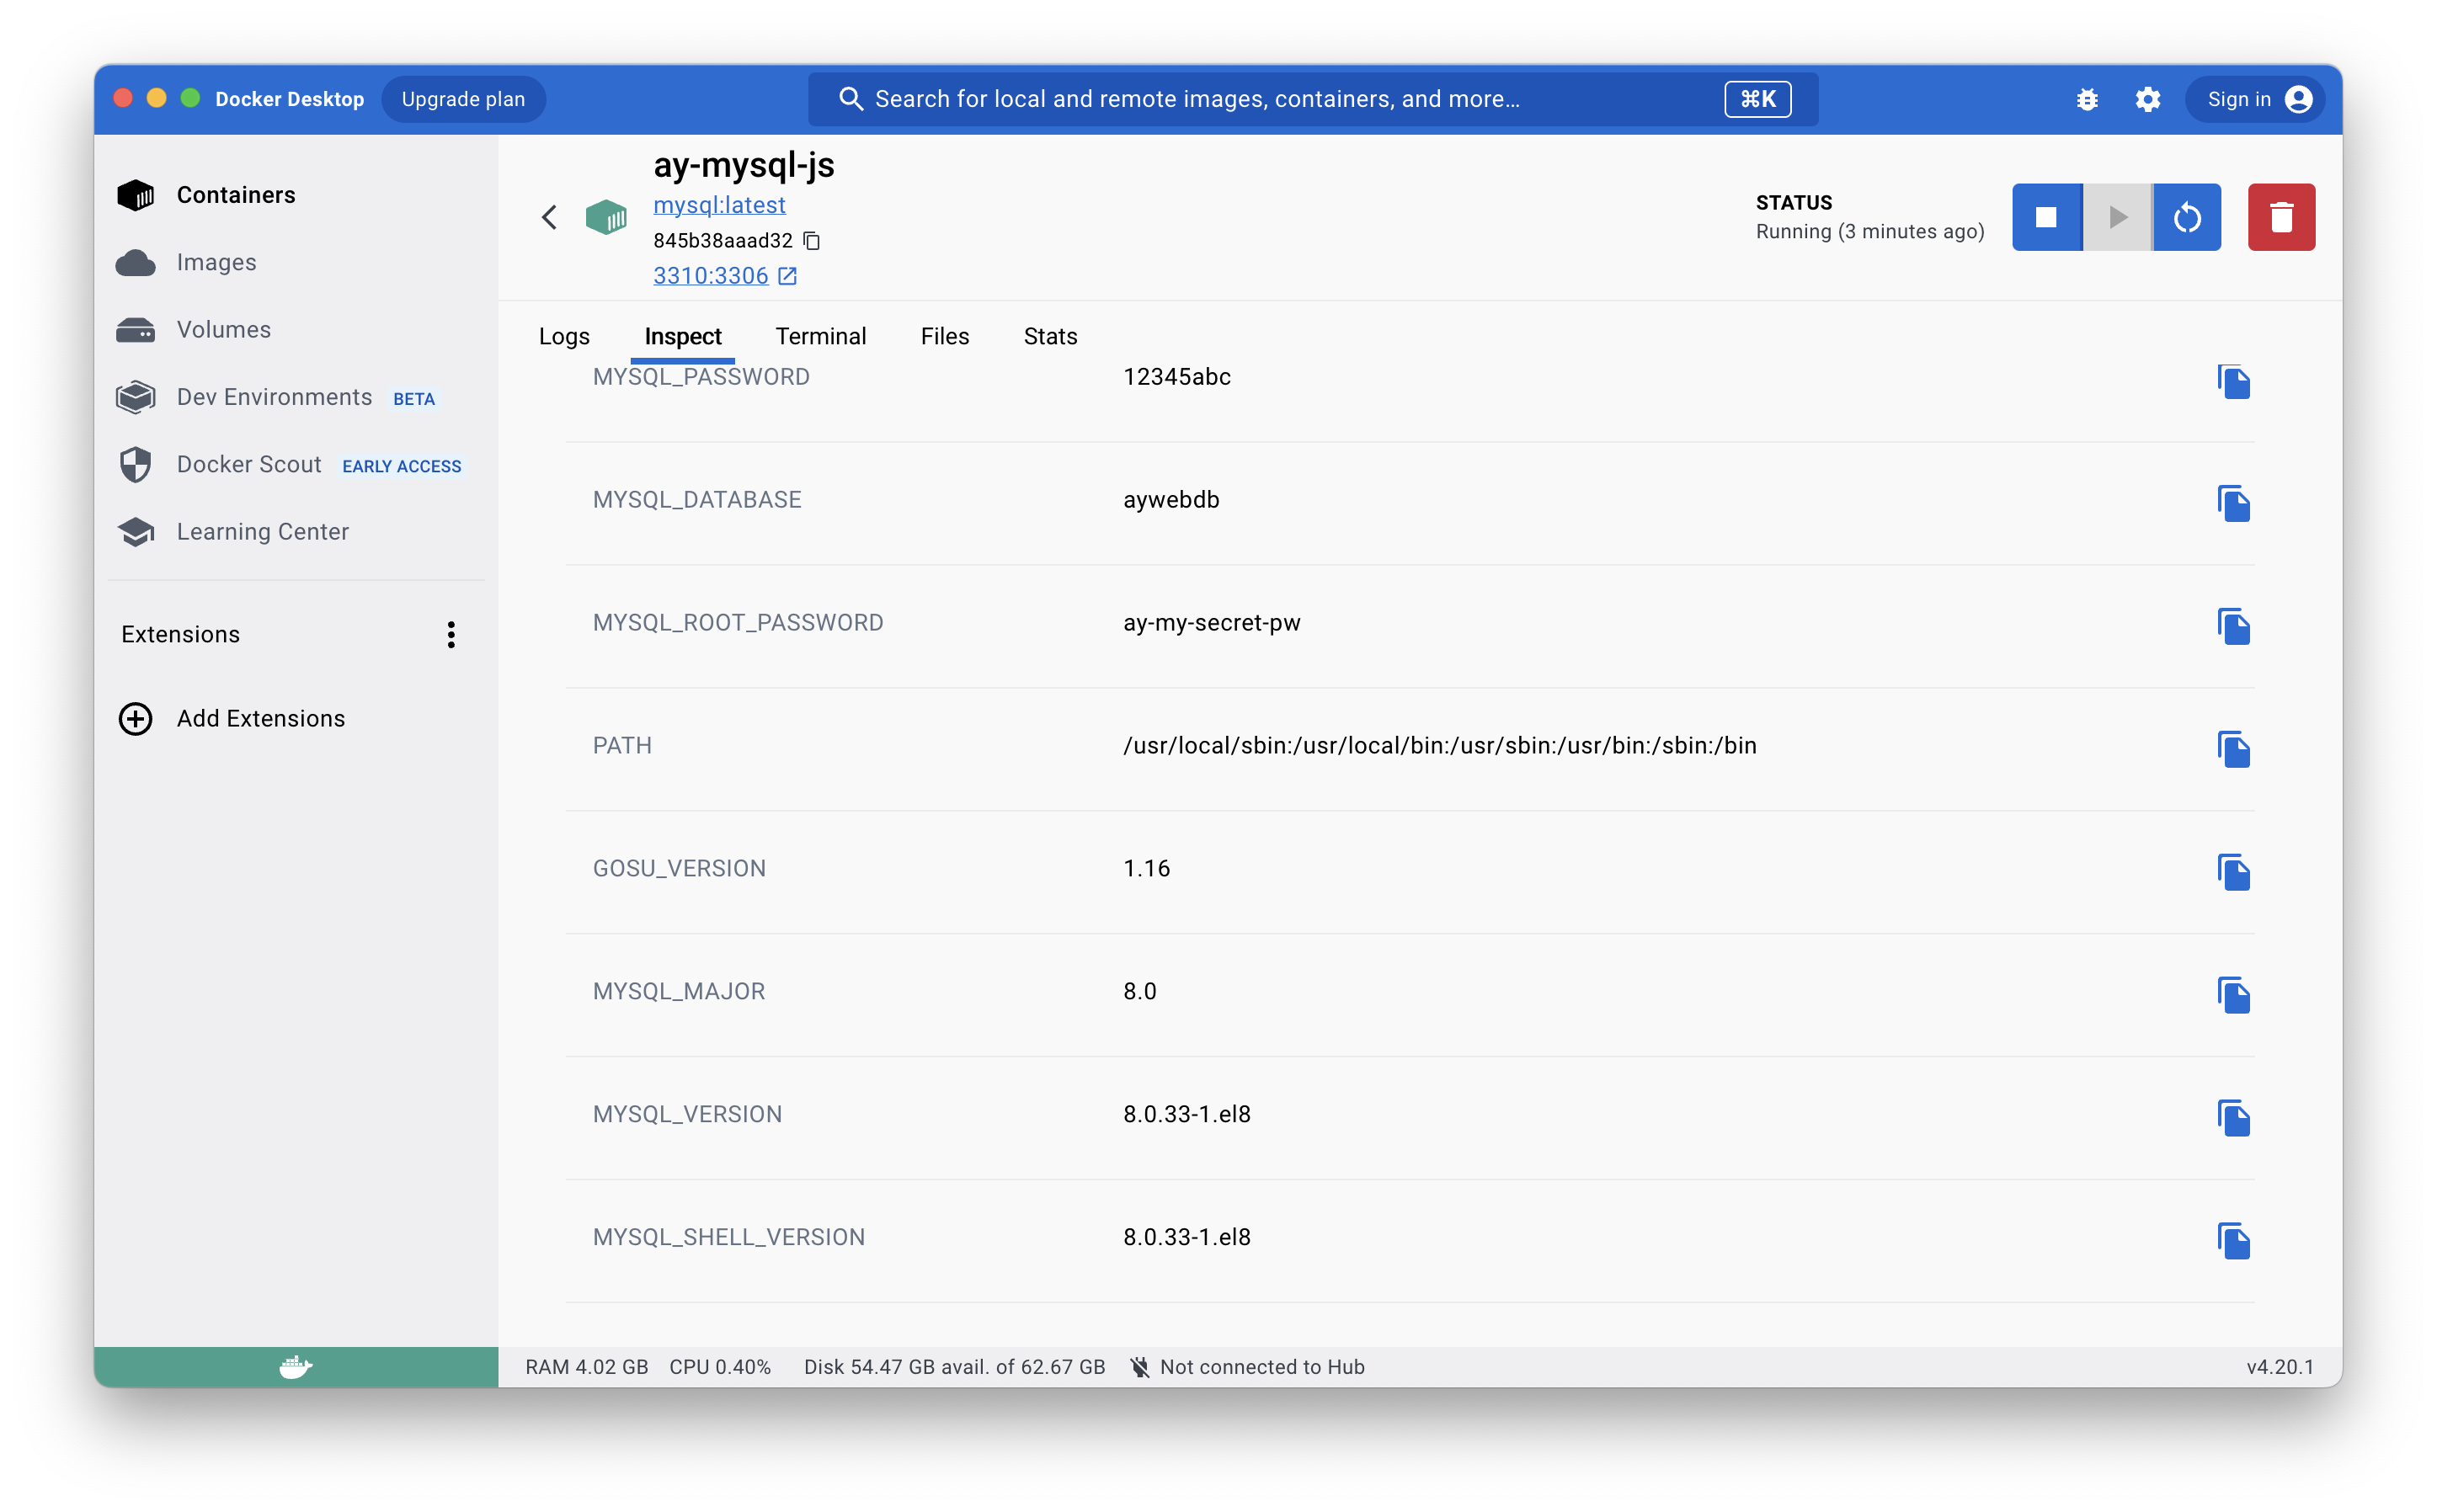 Docker Desktop Upgrade plan Search for local and remote images, containers, and more... ⌘K Sign in
Containers
Images
Volumes
Dev Environments BETA
Docker Scout EARLY ACCESS
Learning Center
Extensions
Add Extensions
ay-mysql-js
mysql:latest
845b38aaad32
3310:3306
STATUS
Running (3 minutes ago)
Logs Inspect Terminal Files Stats
MYSQL_PASSWORD 12345abc
MYSQL_DATABASE aywebdb
MYSQL_ROOT_PASSWORD ay-my-secret-pw
PATH /usr/local/sbin:/usr/local/bin:/usr/sbin:/usr/bin:/sbin:/bin
GOSU_VERSION 1.16
MYSQL_MAJOR 8.0
MYSQL_VERSION 8.0.33-1.el8
MYSQL_SHELL_VERSION 8.0.33-1.el8
RAM 4.02 GB CPU 0.40% Disk 54.47 GB avail. of 62.67 GB Not connected to Hub v4.20.1